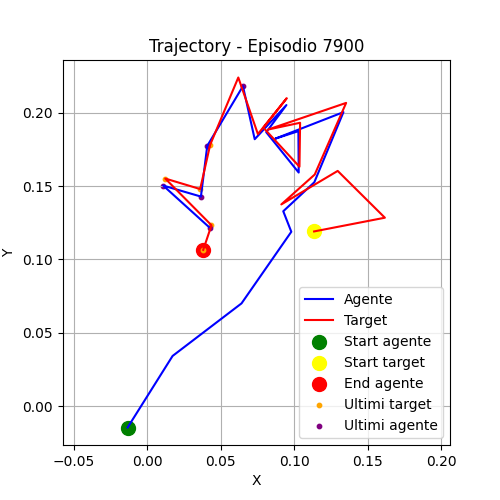 Trajectory - Episodio 7900
Y
0.20
0.15
0.10
0.05
0.00
−0.05
0.00
0.05
0.10
0.15
0.20
X
Agente
Target
Start agente
Start target
End agente
Ultimi target
Ultimi agente